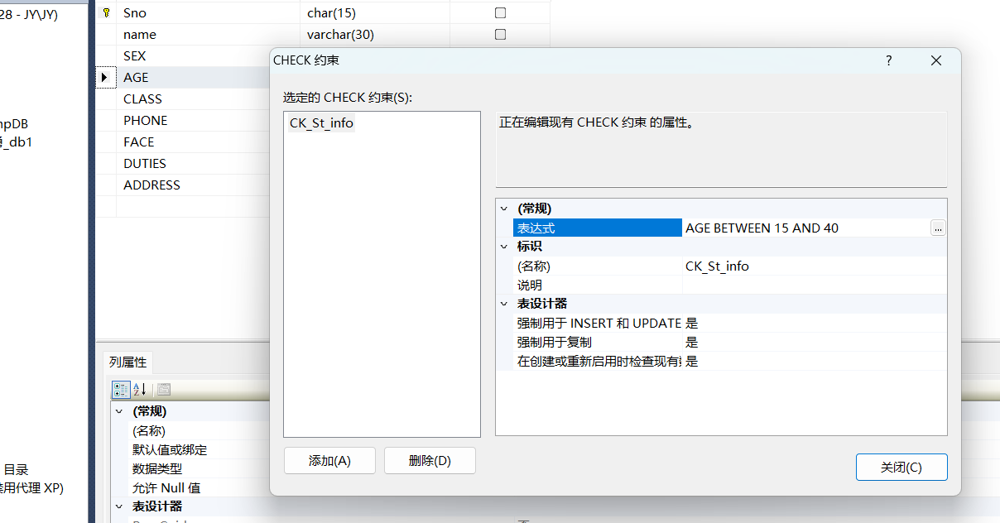 28 - JY\JY)
Sno char(15)
name varchar(30)
SEX
AGE
CLASS
PHONE
FACE
DUTIES
ADDRESS
npDB
_db1
目录
用代理 XP)
CHECK 约束
?
选定的 CHECK 约束(S):
CK_St_info
正在编辑现有 CHECK 约束 的属性。
(常规)
表达式 AGE BETWEEN 15 AND 40
...
标识
(名称) CK_St_info
说明
表设计器
强制用于 INSERT 和 UPDATE 是
强制用于复制 是
在创建或重新启用时检查现有 是
添加(A)
删除(D)
关闭(C)
列属性
(常规)
(名称)
默认值或绑定
数据类型
允许 Null 值
表设计器